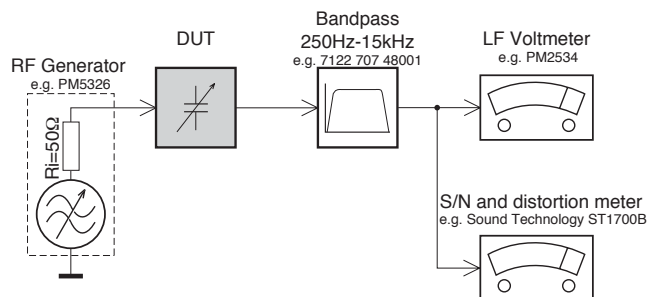 RF Generator
e.g. PM5326
Ri=50Ω
DUT
Bandpass
250Hz-15kHz
e.g. 7122 707 48001
LF Voltmeter
e.g. PM2534
S/N and distortion meter
e.g. Sound Technology ST1700B